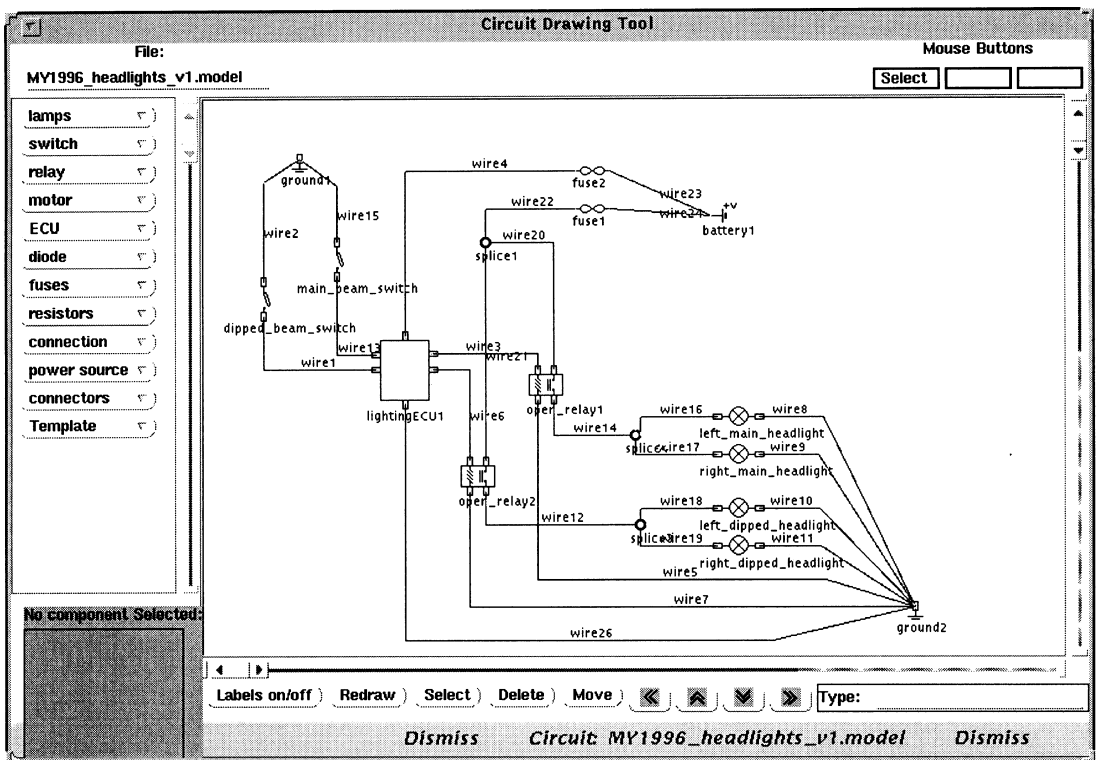 Circuit Drawing Tool
File:
Mouse Buttons
MY1996_headlights_v1.model
Select
lamps
switch
relay
motor
ECU
diode
fuses
resistors
connection
power source
connectors
Template
No component Selected:
ground1
wire2
wire15
main_beam_switch
dipped_beam_switch
wire13
wire1
lightingECU1
wire4
fuse2
wire23
wire22
fuse1
wire24
+v
battery1
wire20
splice1
wire3
wire21
oper_relay1
wire6
wire14
wire16
wire8
left_main_headlight
wire17
wire9
right_main_headlight
oper_relay2
wire12
wire18
wire10
left_dipped_headlight
wire19
wire11
right_dipped_headlight
wire5
wire7
wire26
ground2
Labels on/off
Redraw
Select
Delete
Move
Type:
Dismiss
Circuit: MY1996_headlights_v1.model
Dismiss